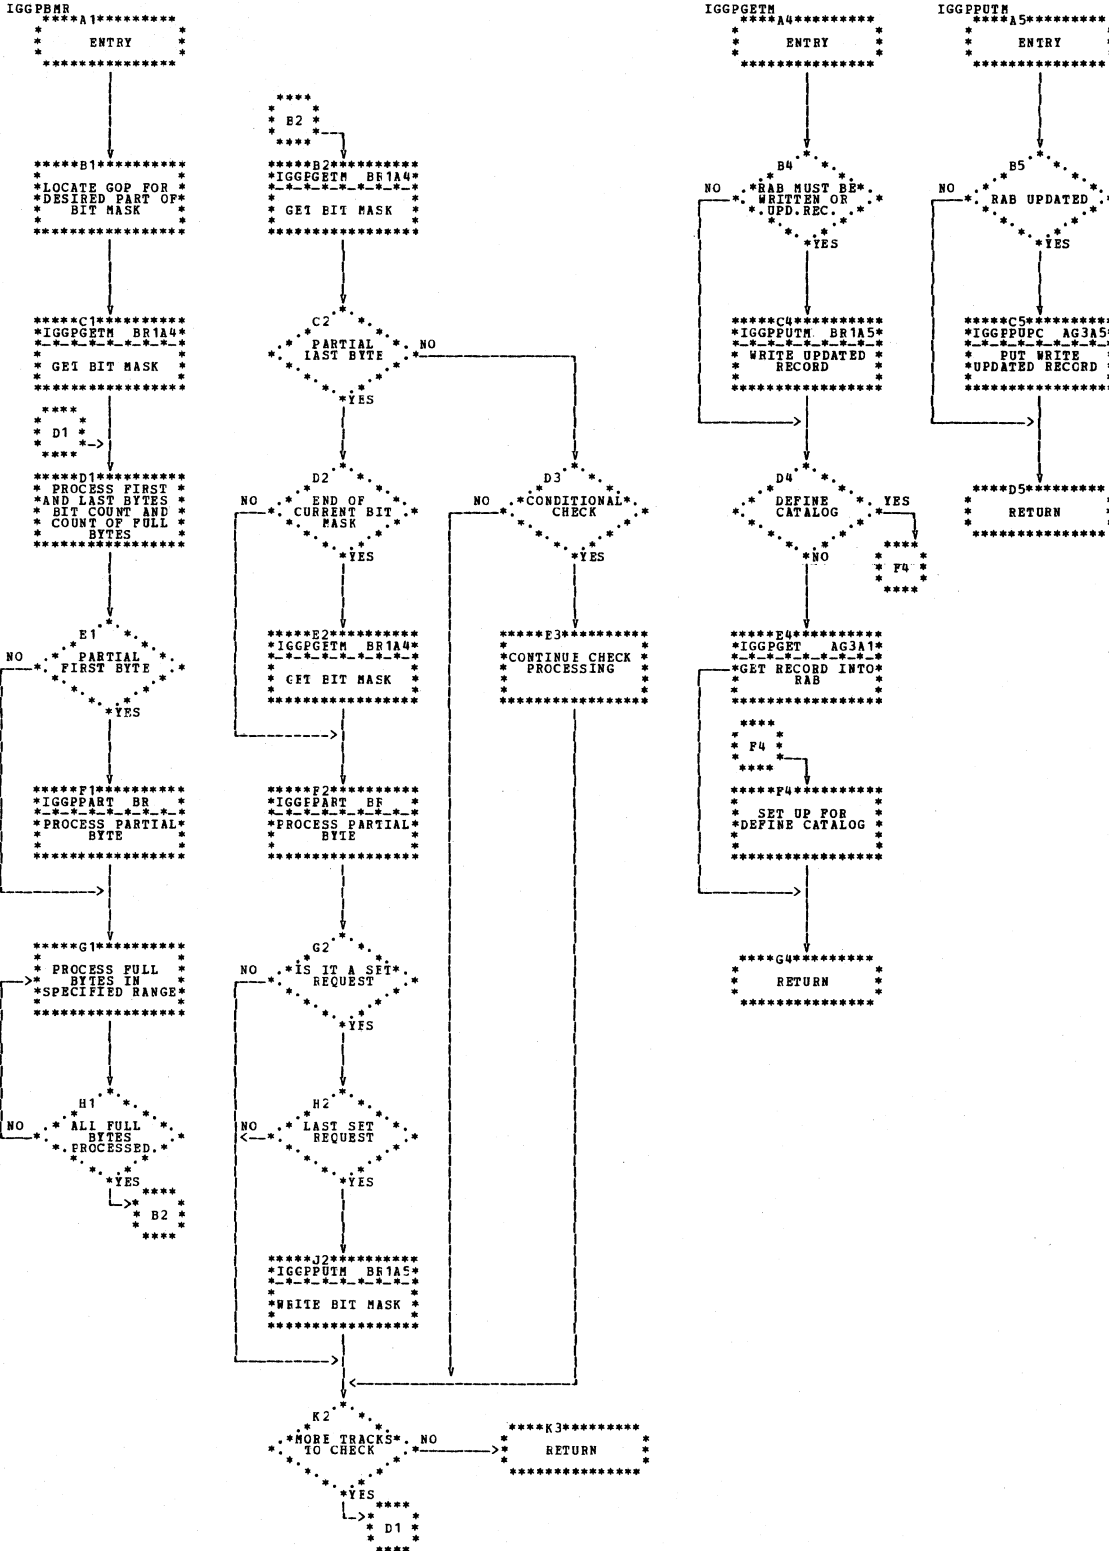 IGGPBMR
A1
ENTRY
B1
LOCATE GOP FOR
DESIRED PART OF
BIT MASK
C1
IGGPGETM BR1A4
GET BIT MASK
D1
D1
PROCESS FIRST
AND LAST BYTES
BIT COUNT AND
COUNT OF FULL
BYTES
E1
PARTIAL
FIRST BYTE
NO
YES
F1
IGGPPART BR
PROCESS PARTIAL
BYTE
G1
PROCESS FULL
BYTES IN
SPECIFIED RANGE
H1
ALL FULL
BYTES
PROCESSED
NO
YES
B2
B2
B2
IGGPGETM BR1A4
GET BIT MASK
C2
PARTIAL
LAST BYTE
NO
YES
D2
END OF
CURRENT BIT
MASK
NO
YES
E2
IGGPGETM BR1A4
GET BIT MASK
F2
IGGPPART BR
PROCESS PARTIAL
BYTE
G2
IS IT A SET
REQUEST
NO
YES
H2
LAST SET
REQUEST
NO
YES
J2
IGGPPUTM BR1A5
WRITE BIT MASK
K2
MORE TRACKS
TO CHECK
NO
YES
D1
D3
CONDITIONAL
CHECK
NO
YES
E3
CONTINUE CHECK
PROCESSING
K3
RETURN
IGGPGETM
A4
ENTRY
B4
RAB MUST BE
WRITTEN OR
UPD.REC.
NO
YES
C4
IGGPPUTM BR1A5
WRITE UPDATED
RECORD
D4
DEFINE
CATALOG
YES
NO
F4
E4
IGGPGET AG3A1
GET RECORD INTO
RAB
F4
F4
SET UP FOR
DEFINE CATALOG
G4
RETURN
IGGPPUTM
A5
ENTRY
B5
RAB UPDATED
NO
YES
C5
IGGPPUPC AG3A5
PUT WRITE
UPDATED RECORD
D5
RETURN